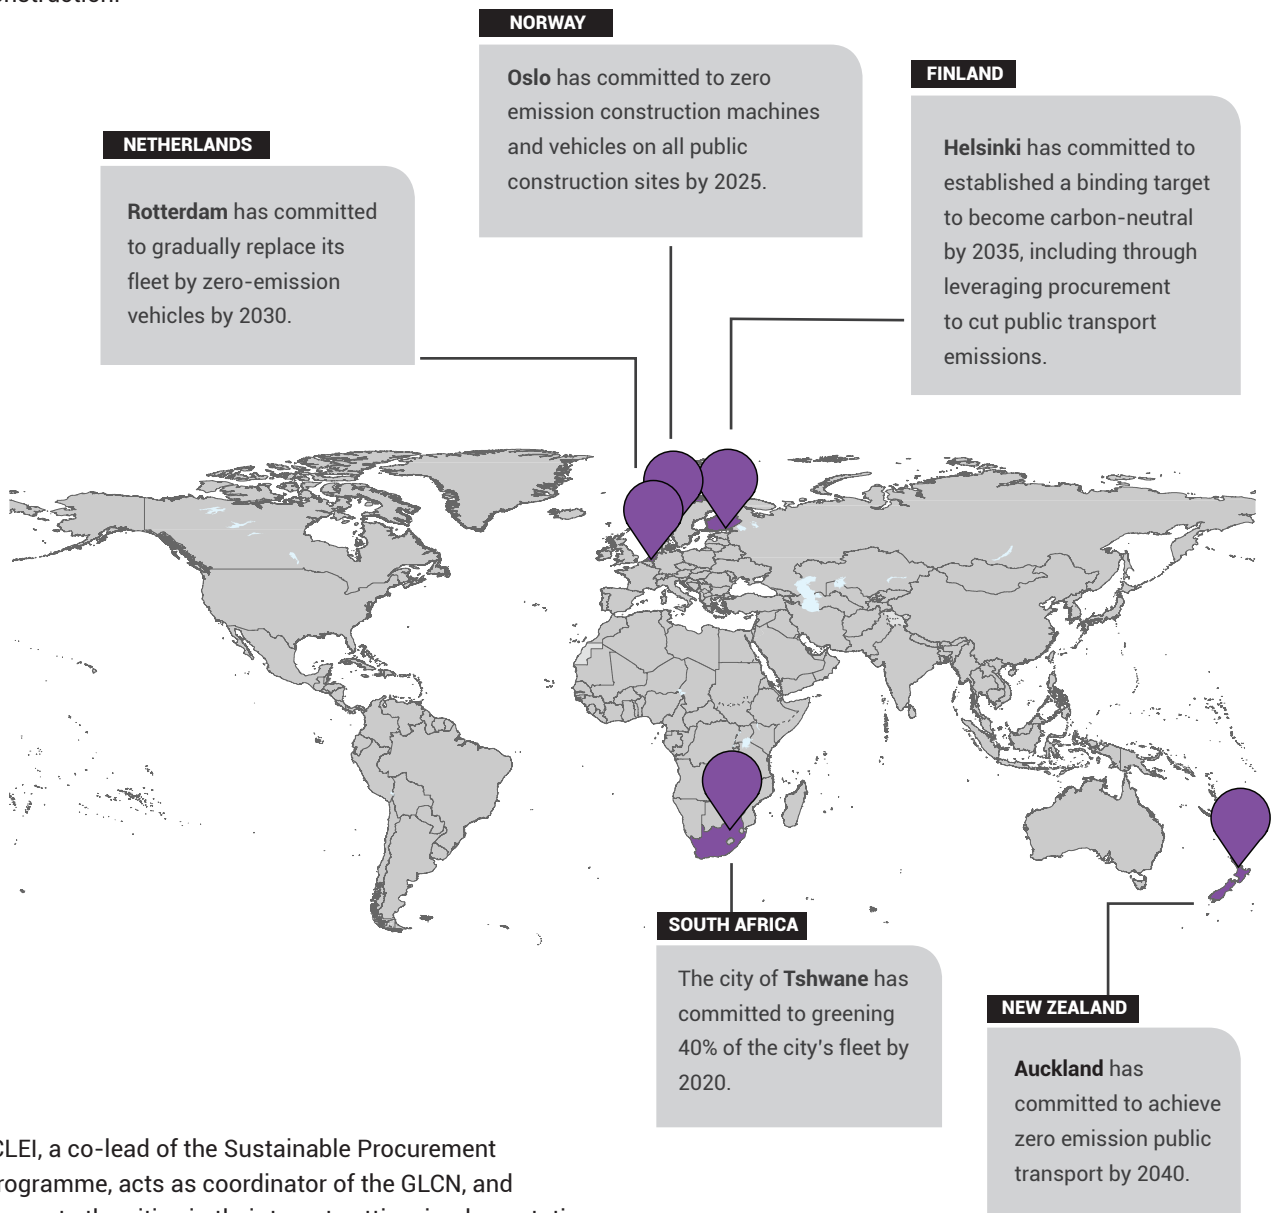 NORWAY
Oslo has committed to zero
emission construction machines
and vehicles on all public
construction sites by 2025.
FINLAND
Helsinki has committed to
established a binding target
to become carbon-neutral
by 2035, including through
leveraging procurement
to cut public transport
emissions.
NETHERLANDS
Rotterdam has committed
to gradually replace its
fleet by zero-emission
vehicles by 2030.
SOUTH AFRICA
The city of Tshwane has
committed to greening
40% of the city's fleet by
2020.
NEW ZEALAND
Auckland has
committed to achieve
zero emission public
transport by 2040.
CLEI, a co-lead of the Sustainable Procurement
rogramme, acts as coordinator of the GLCN, and